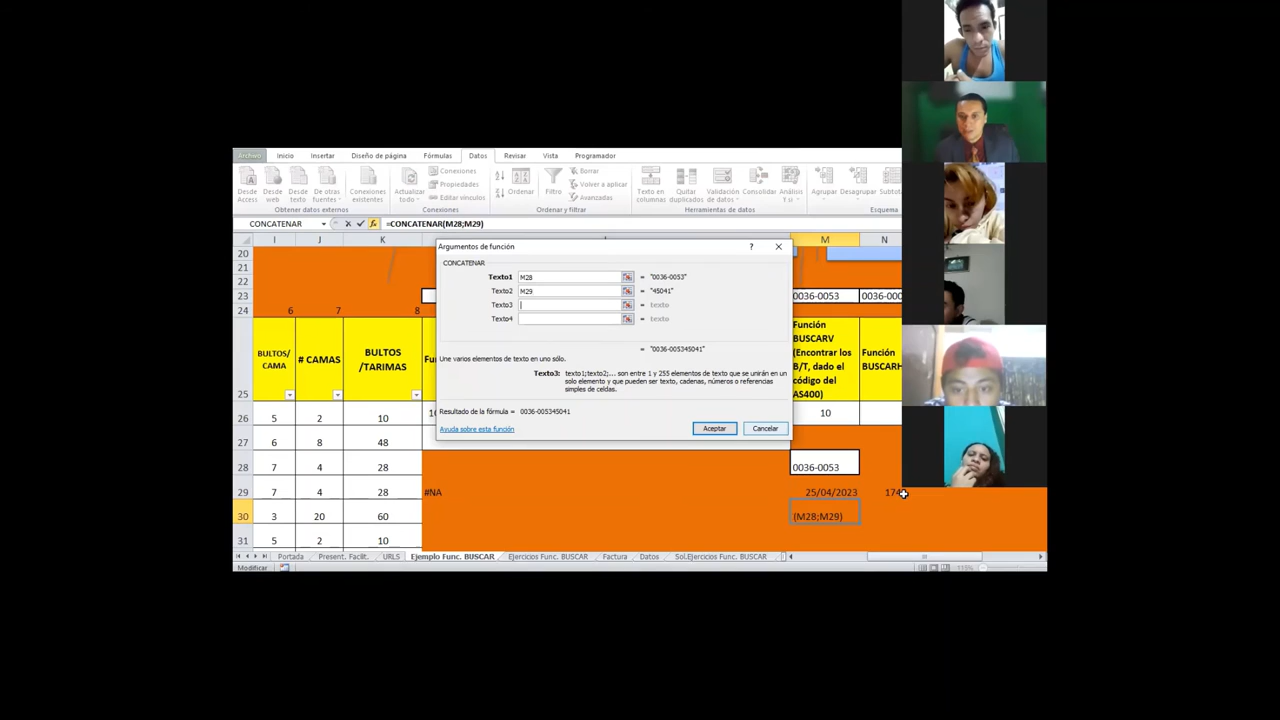 Archivo Inicio Insertar Diseño de página Fórmulas Datos Revisar Vista Programador
Desde Access Desde web Desde texto De otras fuentes Conexiones existentes Actualizar todo Conexiones Propiedades Editar vínculos Ordenar Filtro Borrar Volver a aplicar Avanzadas Texto en columnas Quitar duplicados Validación de datos Consolidar Análisis Y si Agrupar Desagrupar Subtot
Obtener datos externos Conexiones Ordenar y filtrar Herramientas de datos Esquema
CONCATENAR fx =CONCATENAR(M28;M29)
I J K M N
20
21
22
23 0036-0053 0036-000
24 6 7 8
25 BULTOS/ CAMA # CAMAS BULTOS /TARIMAS Fu
Función BUSCARV (Encontrar los B/T, dado el código del AS400)
Función BUSCARH
26 5 2 10 10 10
27 6 8 48
28 7 4 28 0036-0053
29 7 4 28 #NA 25/04/2023 174
30 3 20 60 (M28;M29)
31 5 2 10
Argumentos de función ?
CONCATENAR
Texto1 M28 = "0036-0053"
Texto2 M29 = "45041"
Texto3 = texto
Texto4 = texto
= "0036-005345041"
Une varios elementos de texto en uno sólo.
Texto3: texto1;texto2;... son entre 1 y 255 elementos de texto que se unirán en un
solo elemento y que pueden ser texto, cadenas, números o referencias
simples de celdas.
Resultado de la fórmula = 0036-005345041
Ayuda sobre esta función Aceptar Cancelar
Portada Present. Facilit. URLS Ejemplo Func. BUSCAR Ejercicios Func. BUSCAR Factura Datos Sol.Ejercicios Func. BUSCAR
Modificar 115%